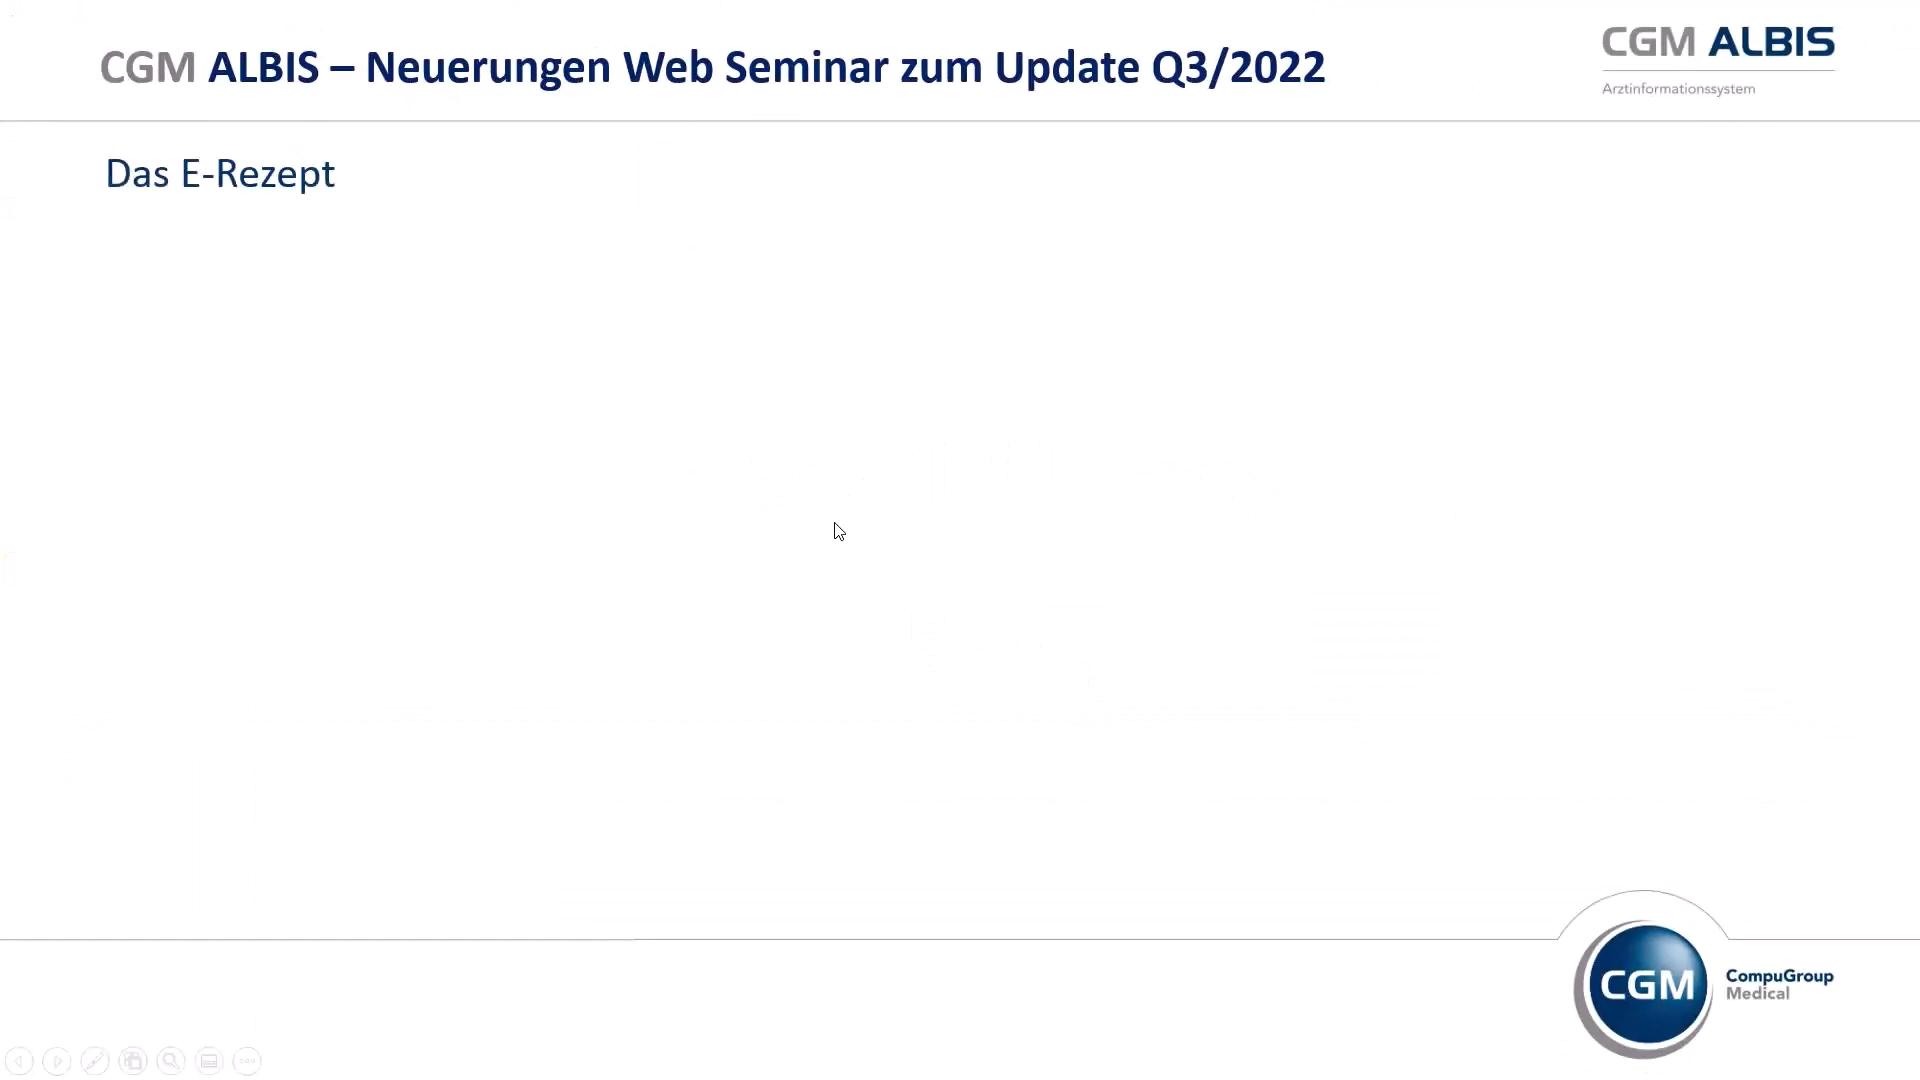 CGM ALBIS – Neuerungen Web Seminar zum Update Q3/2022
CGM ALBIS
Arztinformationssystem
Das E-Rezept
CGM
CompuGroup
Medical